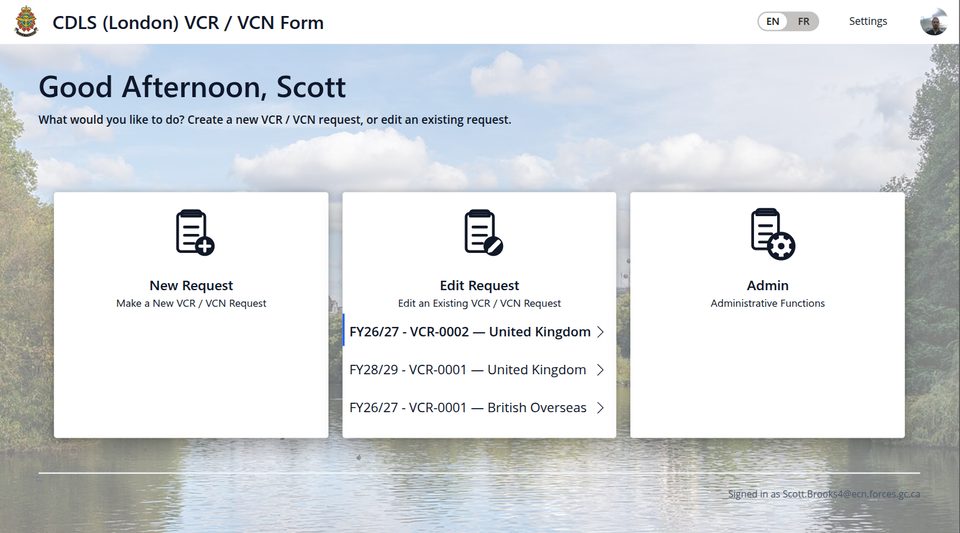 CDLS (London) VCR / VCN Form
EN FR
Settings
Good Afternoon, Scott
What would you like to do? Create a new VCR / VCN request, or edit an existing request.
New Request
Make a New VCR / VCN Request
Edit Request
Edit an Existing VCR / VCN Request
FY26/27 - VCR-0002 — United Kingdom
FY28/29 - VCR-0001 — United Kingdom
FY26/27 - VCR-0001 — British Overseas
Admin
Administrative Functions
Signed in as Scott.Brooks4@ecn.forces.gc.ca